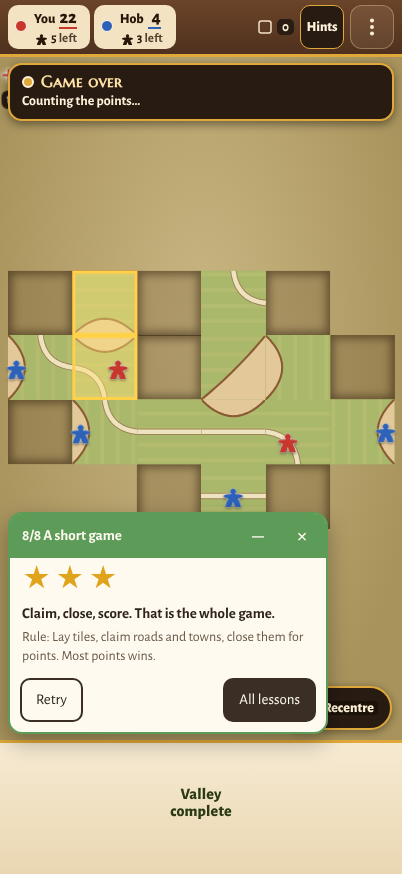 You 22
5 left
Hob 4
3 left
0
Hints
Game over
Counting the points...
8/8 A short game
Claim, close, score. That is the whole game.
Rule: Lay tiles, claim roads and towns, close them for
points. Most points wins.
Retry
All lessons
Recentre
Valley
complete